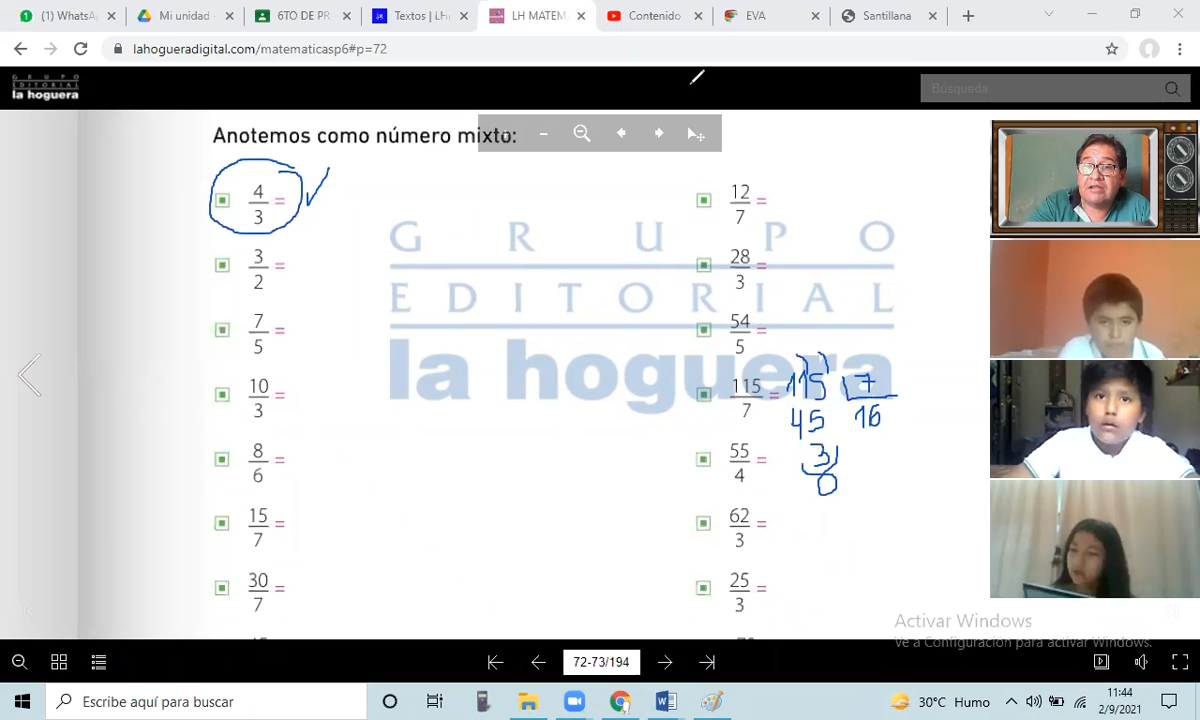 (1) WhatsA
Mi unidad -
6TO DE PR
Textos | LH
LH MATEM
Contenido
EVA
Santillana
lahogueradigital.com/matematicasp6#p=72
GRUPO
EDITORIAL
la hoguera
Búsqueda
Anotemos como número mixto:
4/3 =
3/2 =
7/5 =
10/3 =
8/6 =
15/7 =
30/7 =
12/7 =
28/3 =
54/5 =
115/7 =
55/4 =
62/3 =
25/3 =
115 7
45 16
3
0
GRUPO
EDITORIAL
la hoguera
Activar Windows
Ve a Configuración para activar Windows.
72-73/194
Escribe aquí para buscar
30°C Humo
11:44
2/9/2021